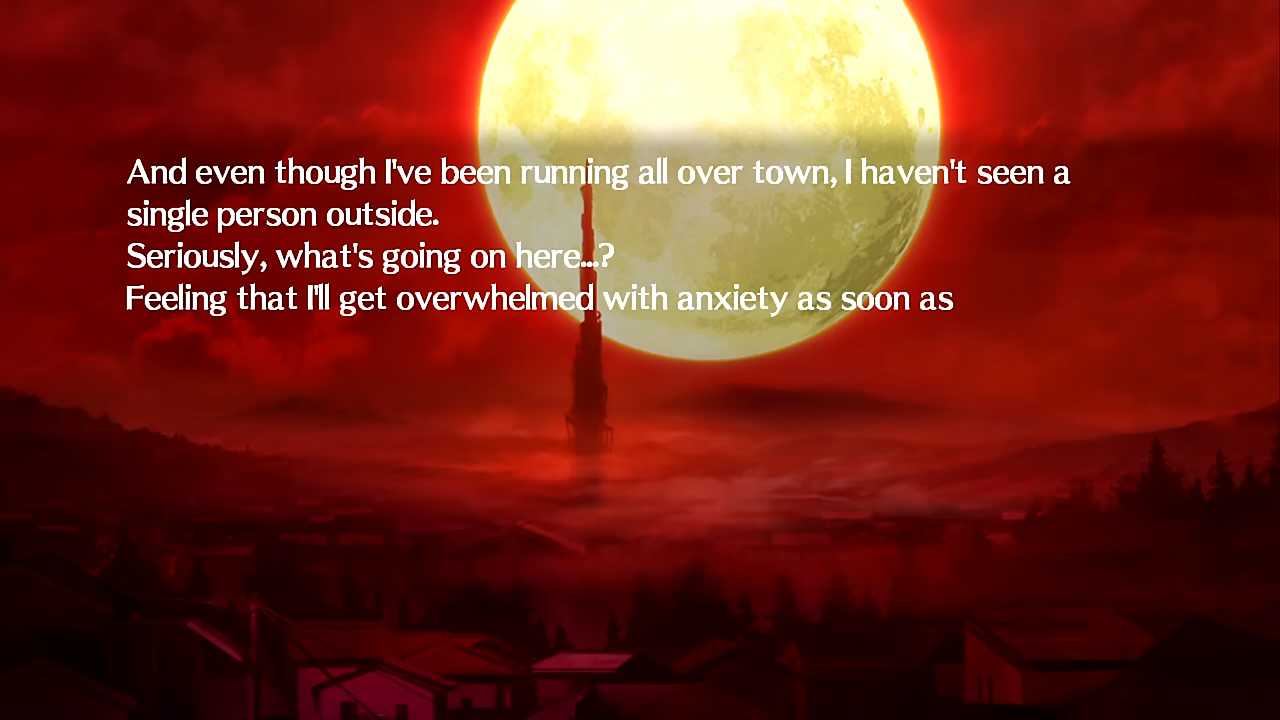 And even though I've been running all over town, I haven't seen a
single person outside.
Seriously, what's going on here...?
Feeling that I'll get overwhelmed with anxiety as soon as